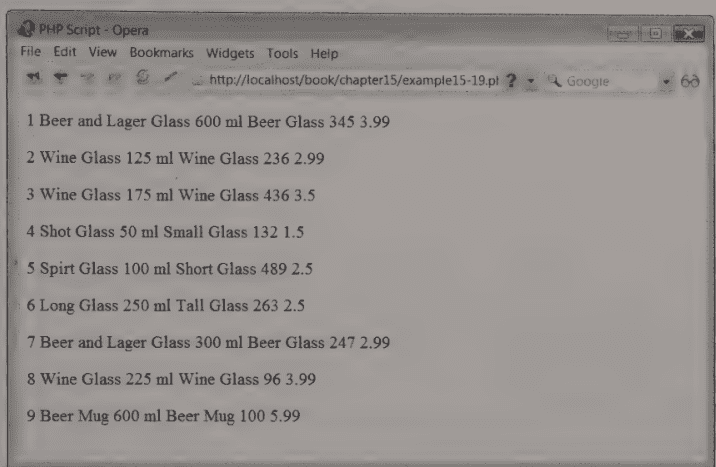 PHP Script - Opera
File Edit View Bookmarks Widgets Tools Help
http://localhost/book/chapter15/example15-19.pl ? Google
1 Beer and Lager Glass 600 ml Beer Glass 345 3.99
2 Wine Glass 125 ml Wine Glass 236 2.99
3 Wine Glass 175 ml Wine Glass 436 3.5
4 Shot Glass 50 ml Small Glass 132 1.5
5 Spirt Glass 100 ml Short Glass 489 2.5
6 Long Glass 250 ml Tall Glass 263 2.5
7 Beer and Lager Glass 300 ml Beer Glass 247 2.99
8 Wine Glass 225 ml Wine Glass 96 3.99
9 Beer Mug 600 ml Beer Mug 100 5.99